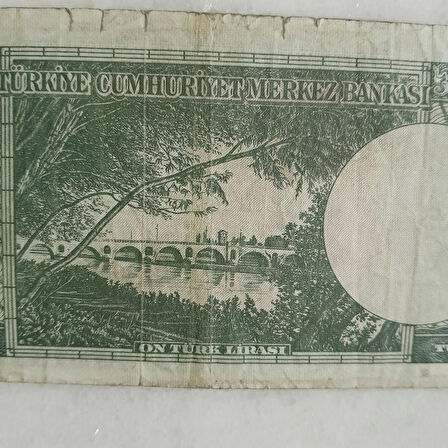 TÜRKİYE CUMHURİYET MERKEZ BANKASI
ON TÜRK LİRASI